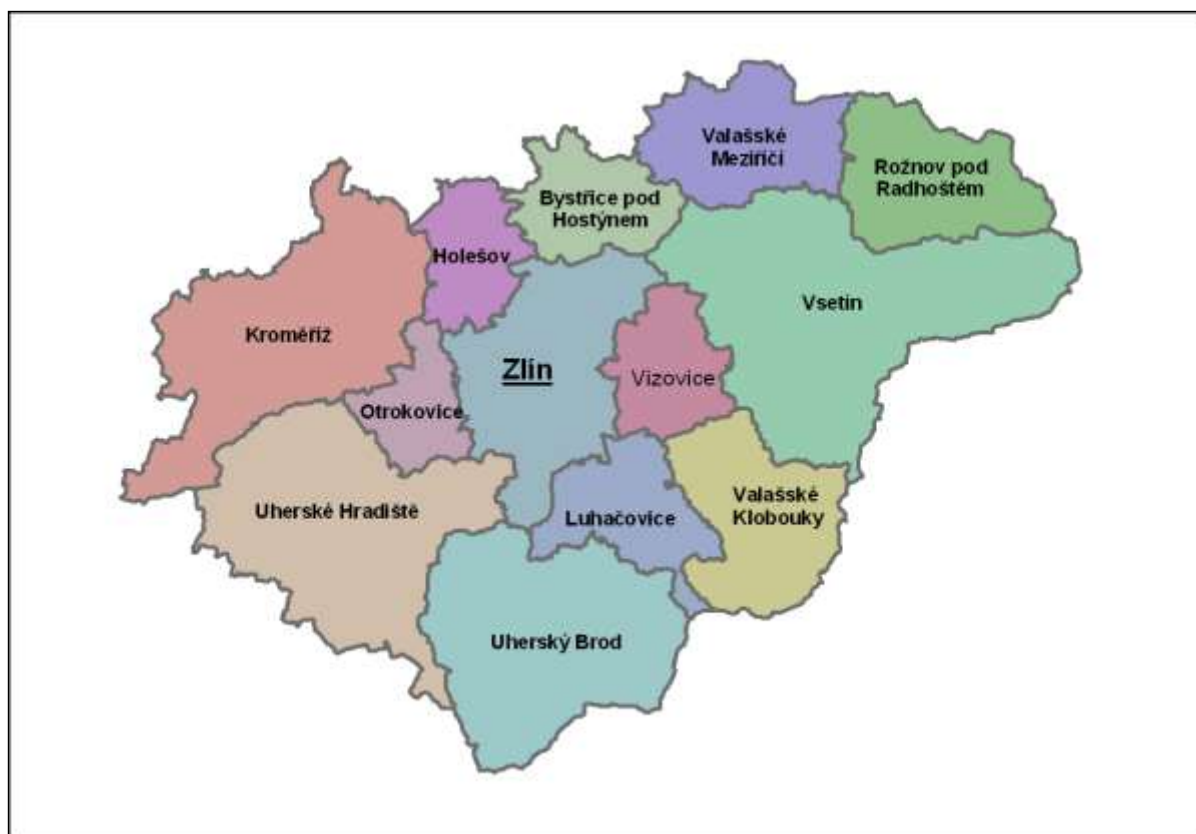 Valašské
Meziříčí
Rožnov pod
Radhoštěm
Bystřice pod
Hostýnem
Holešov
Vsetín
Kroměříž
Zlín
Vizovice
Otrokovice
Valašské
Klobouky
Uherské Hradiště
Luhačovice
Uherský Brod